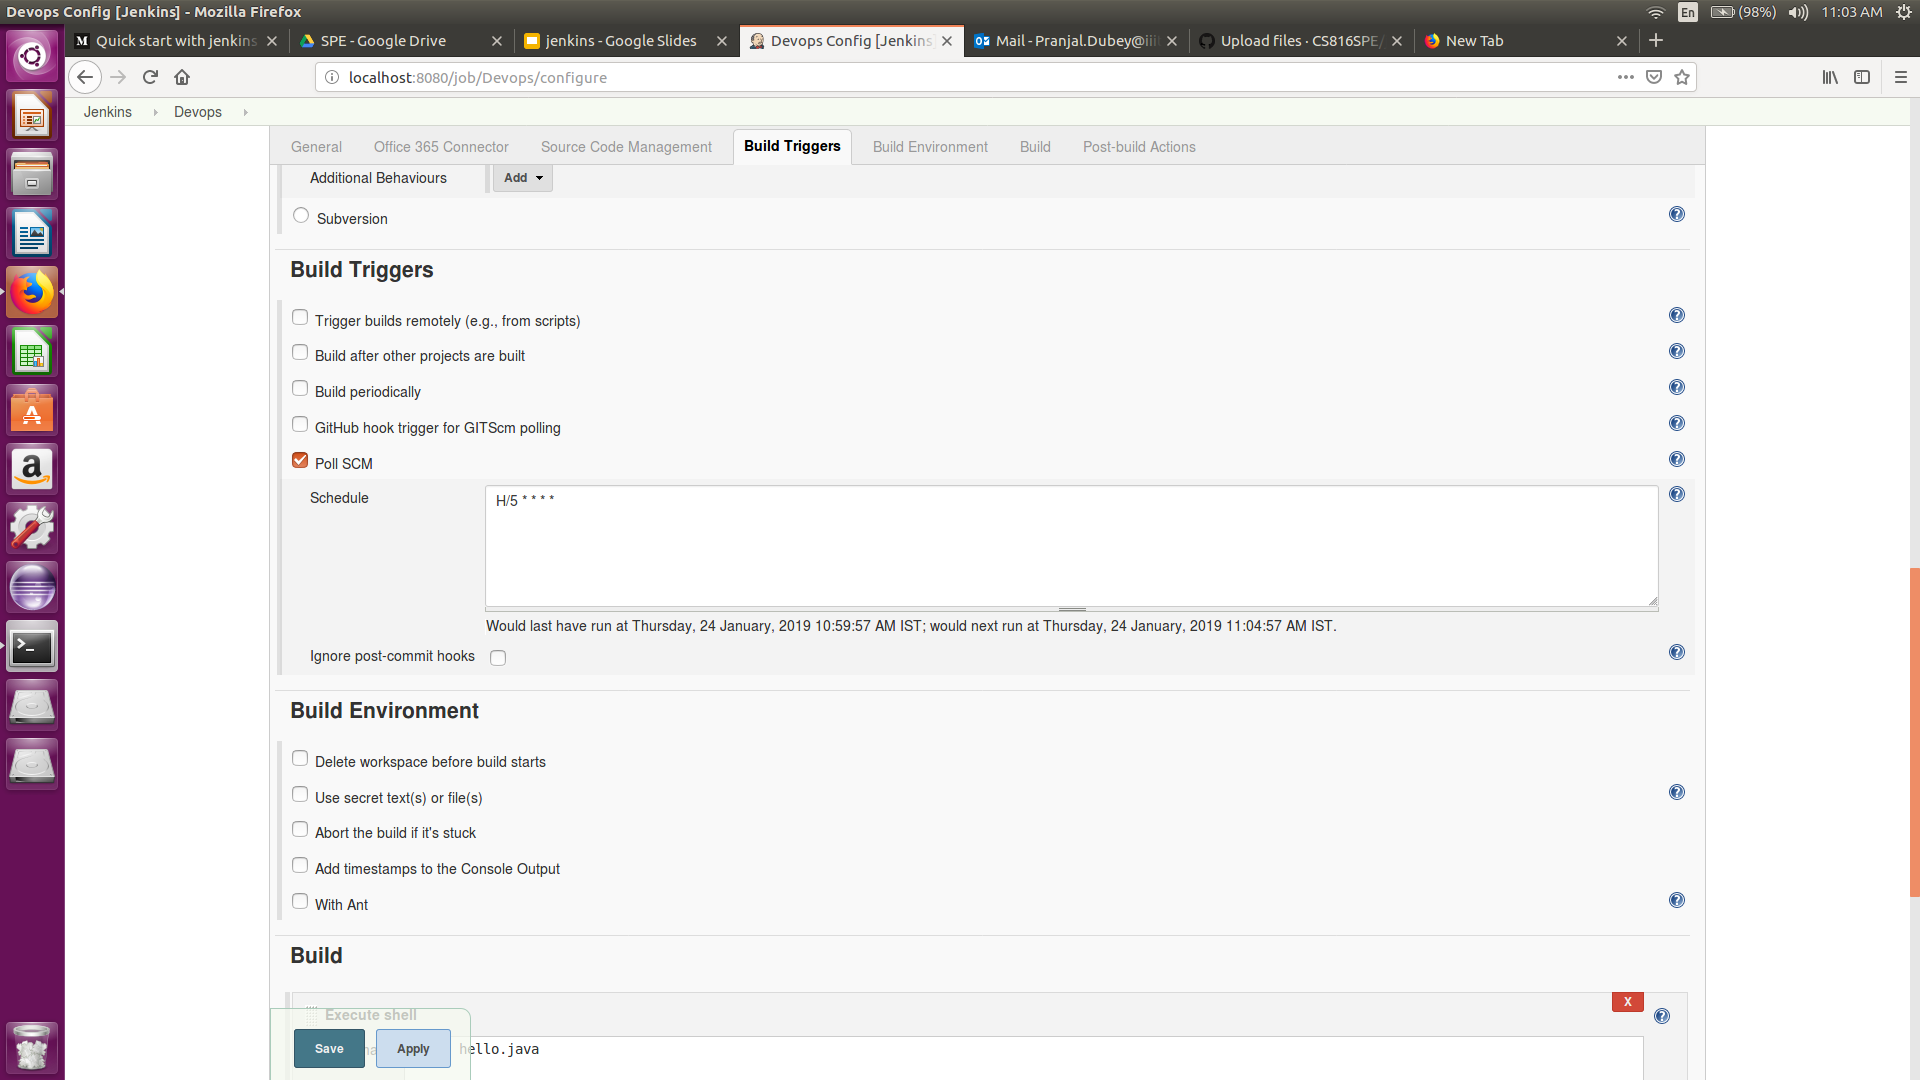 Devops Config [Jenkins] - Mozilla Firefox
En
(98%)
11:03 AM
Quick start with jenkins
SPE - Google Drive
jenkins - Google Slides
Devops Config [Jenkins]
Mail - Pranjal.Dubey@iiit
Upload files · CS816SPE/
New Tab
localhost:8080/job/Devops/configure
Jenkins
Devops
General
Office 365 Connector
Source Code Management
Build Triggers
Build Environment
Build
Post-build Actions
Additional Behaviours
Add
Subversion
Build Triggers
Trigger builds remotely (e.g., from scripts)
Build after other projects are built
Build periodically
GitHub hook trigger for GITScm polling
Poll SCM
Schedule
H/5 * * * *
Would last have run at Thursday, 24 January, 2019 10:59:57 AM IST; would next run at Thursday, 24 January, 2019 11:04:57 AM IST.
Ignore post-commit hooks
Build Environment
Delete workspace before build starts
Use secret text(s) or file(s)
Abort the build if it's stuck
Add timestamps to the Console Output
With Ant
Build
X
Execute shell
Save
Apply
hello.java